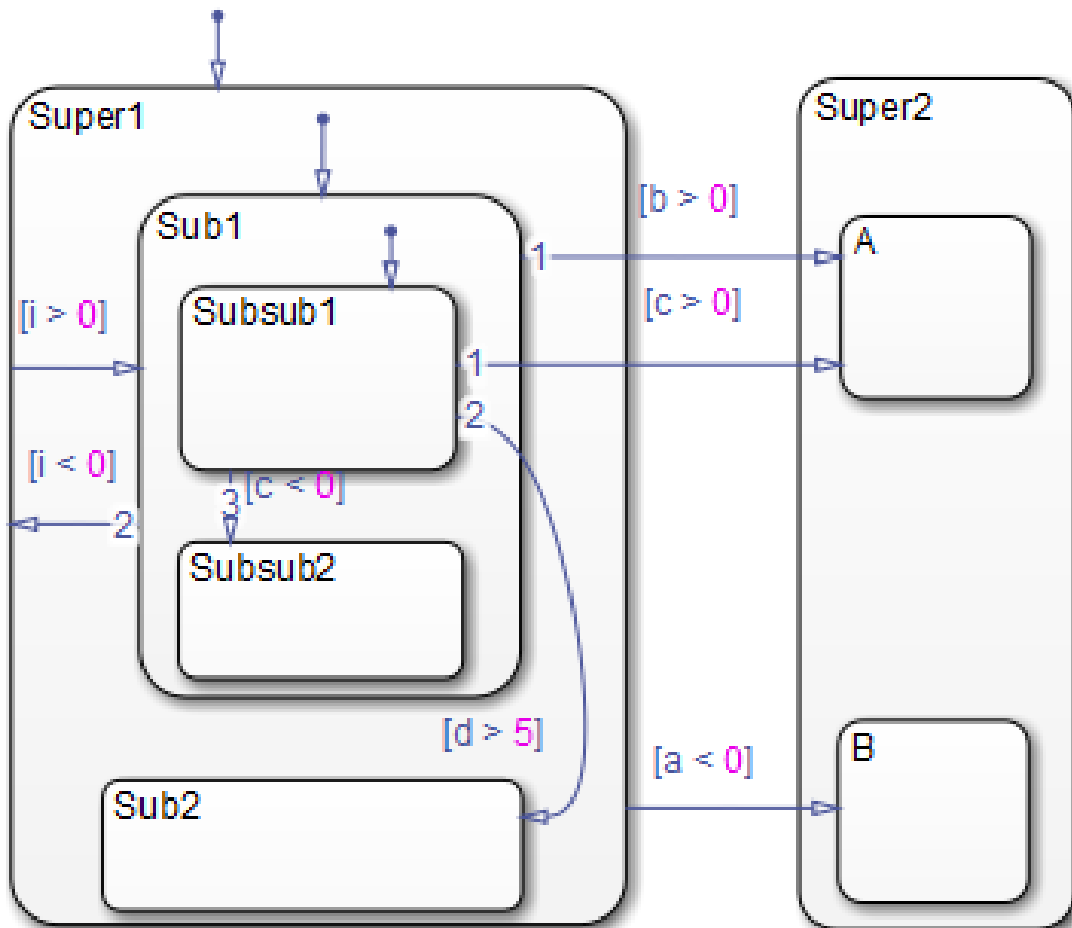 Super1
Super2
Sub1
[b > 0]
A
1
[i > 0]
Subsub1
[c > 0]
1
2
[i < 0]
[c < 0]
3
2
Subsub2
[d > 5]
[a < 0]
B
Sub2